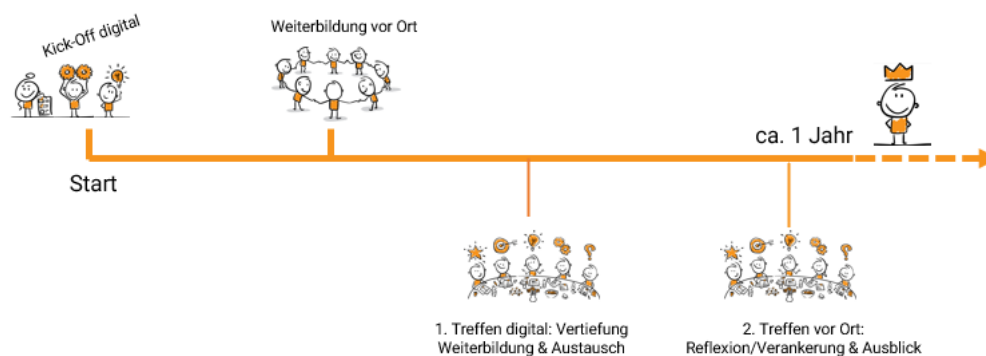 Kick-Off digital
Weiterbildung vor Ort
ca. 1 Jahr
Start
1. Treffen digital: Vertiefung
Weiterbildung & Austausch
2. Treffen vor Ort:
Reflexion/Verankerung & Ausblick